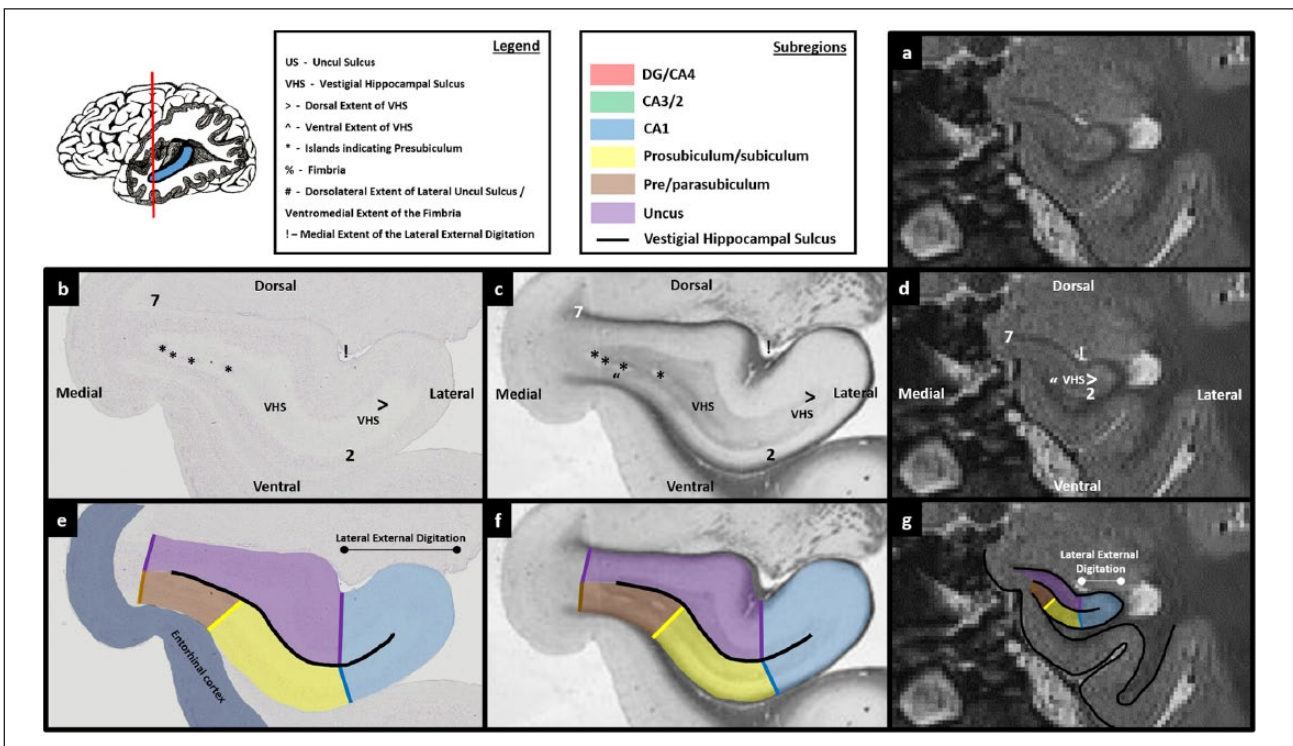 Legend
US - Uncul Sulcus
VHS - Vestigial Hippocampal Sulcus
> - Dorsal Extent of VHS
^ - Ventral Extent of VHS
* - Islands indicating Presubiculum
% - Fimbria
# - Dorsolateral Extent of Lateral Uncul Sulcus /
Ventromedial Extent of the Fimbria
! – Medial Extent of the Lateral External Digitation
Subregions
DG/CA4
CA3/2
CA1
Prosubiculum/subiculum
Pre/parasubiculum
Uncus
Vestigial Hippocampal Sulcus
a
b
7
Dorsal
!
* * * *
Medial
VHS
>
VHS
Lateral
2
Ventral
c
Dorsal
7
!
* * * *
“
VHS
>
VHS
Lateral
2
Ventral
d
Dorsal
7
!
“ VHS >
2
Medial
Lateral
Ventral
e
Lateral External Digitation
Entorhinal cortex
f
g
Lateral External
Digitation